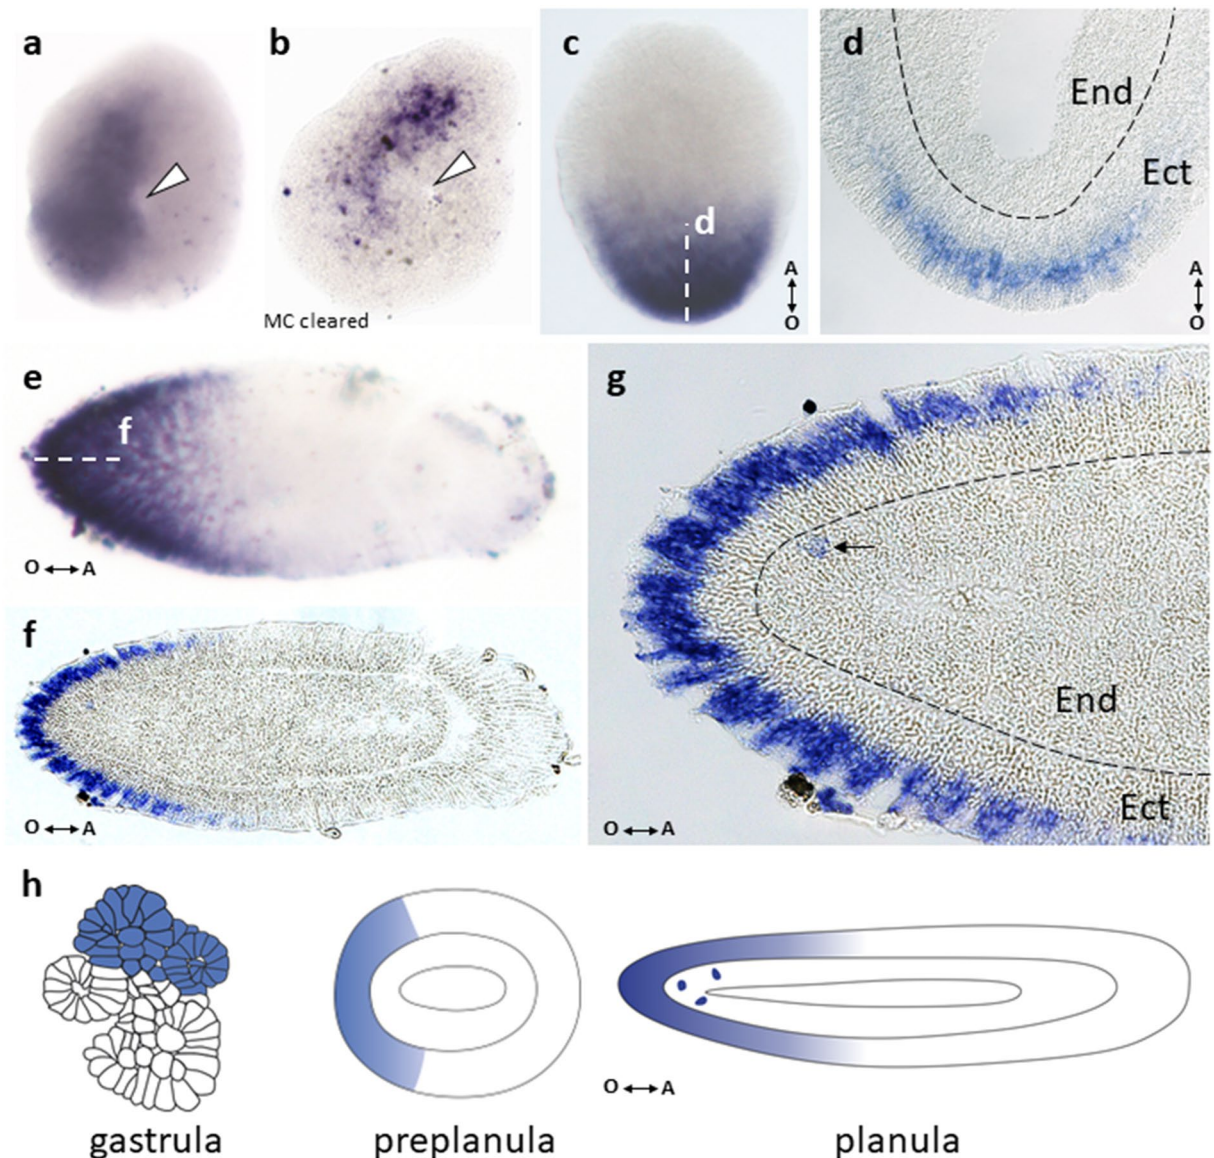 a
b
MC cleared
c
d
A
O
d
End
Ect
A
O
e
f
O A
f
O A
g
End
Ect
O A
h
O A
gastrula
preplanula
planula